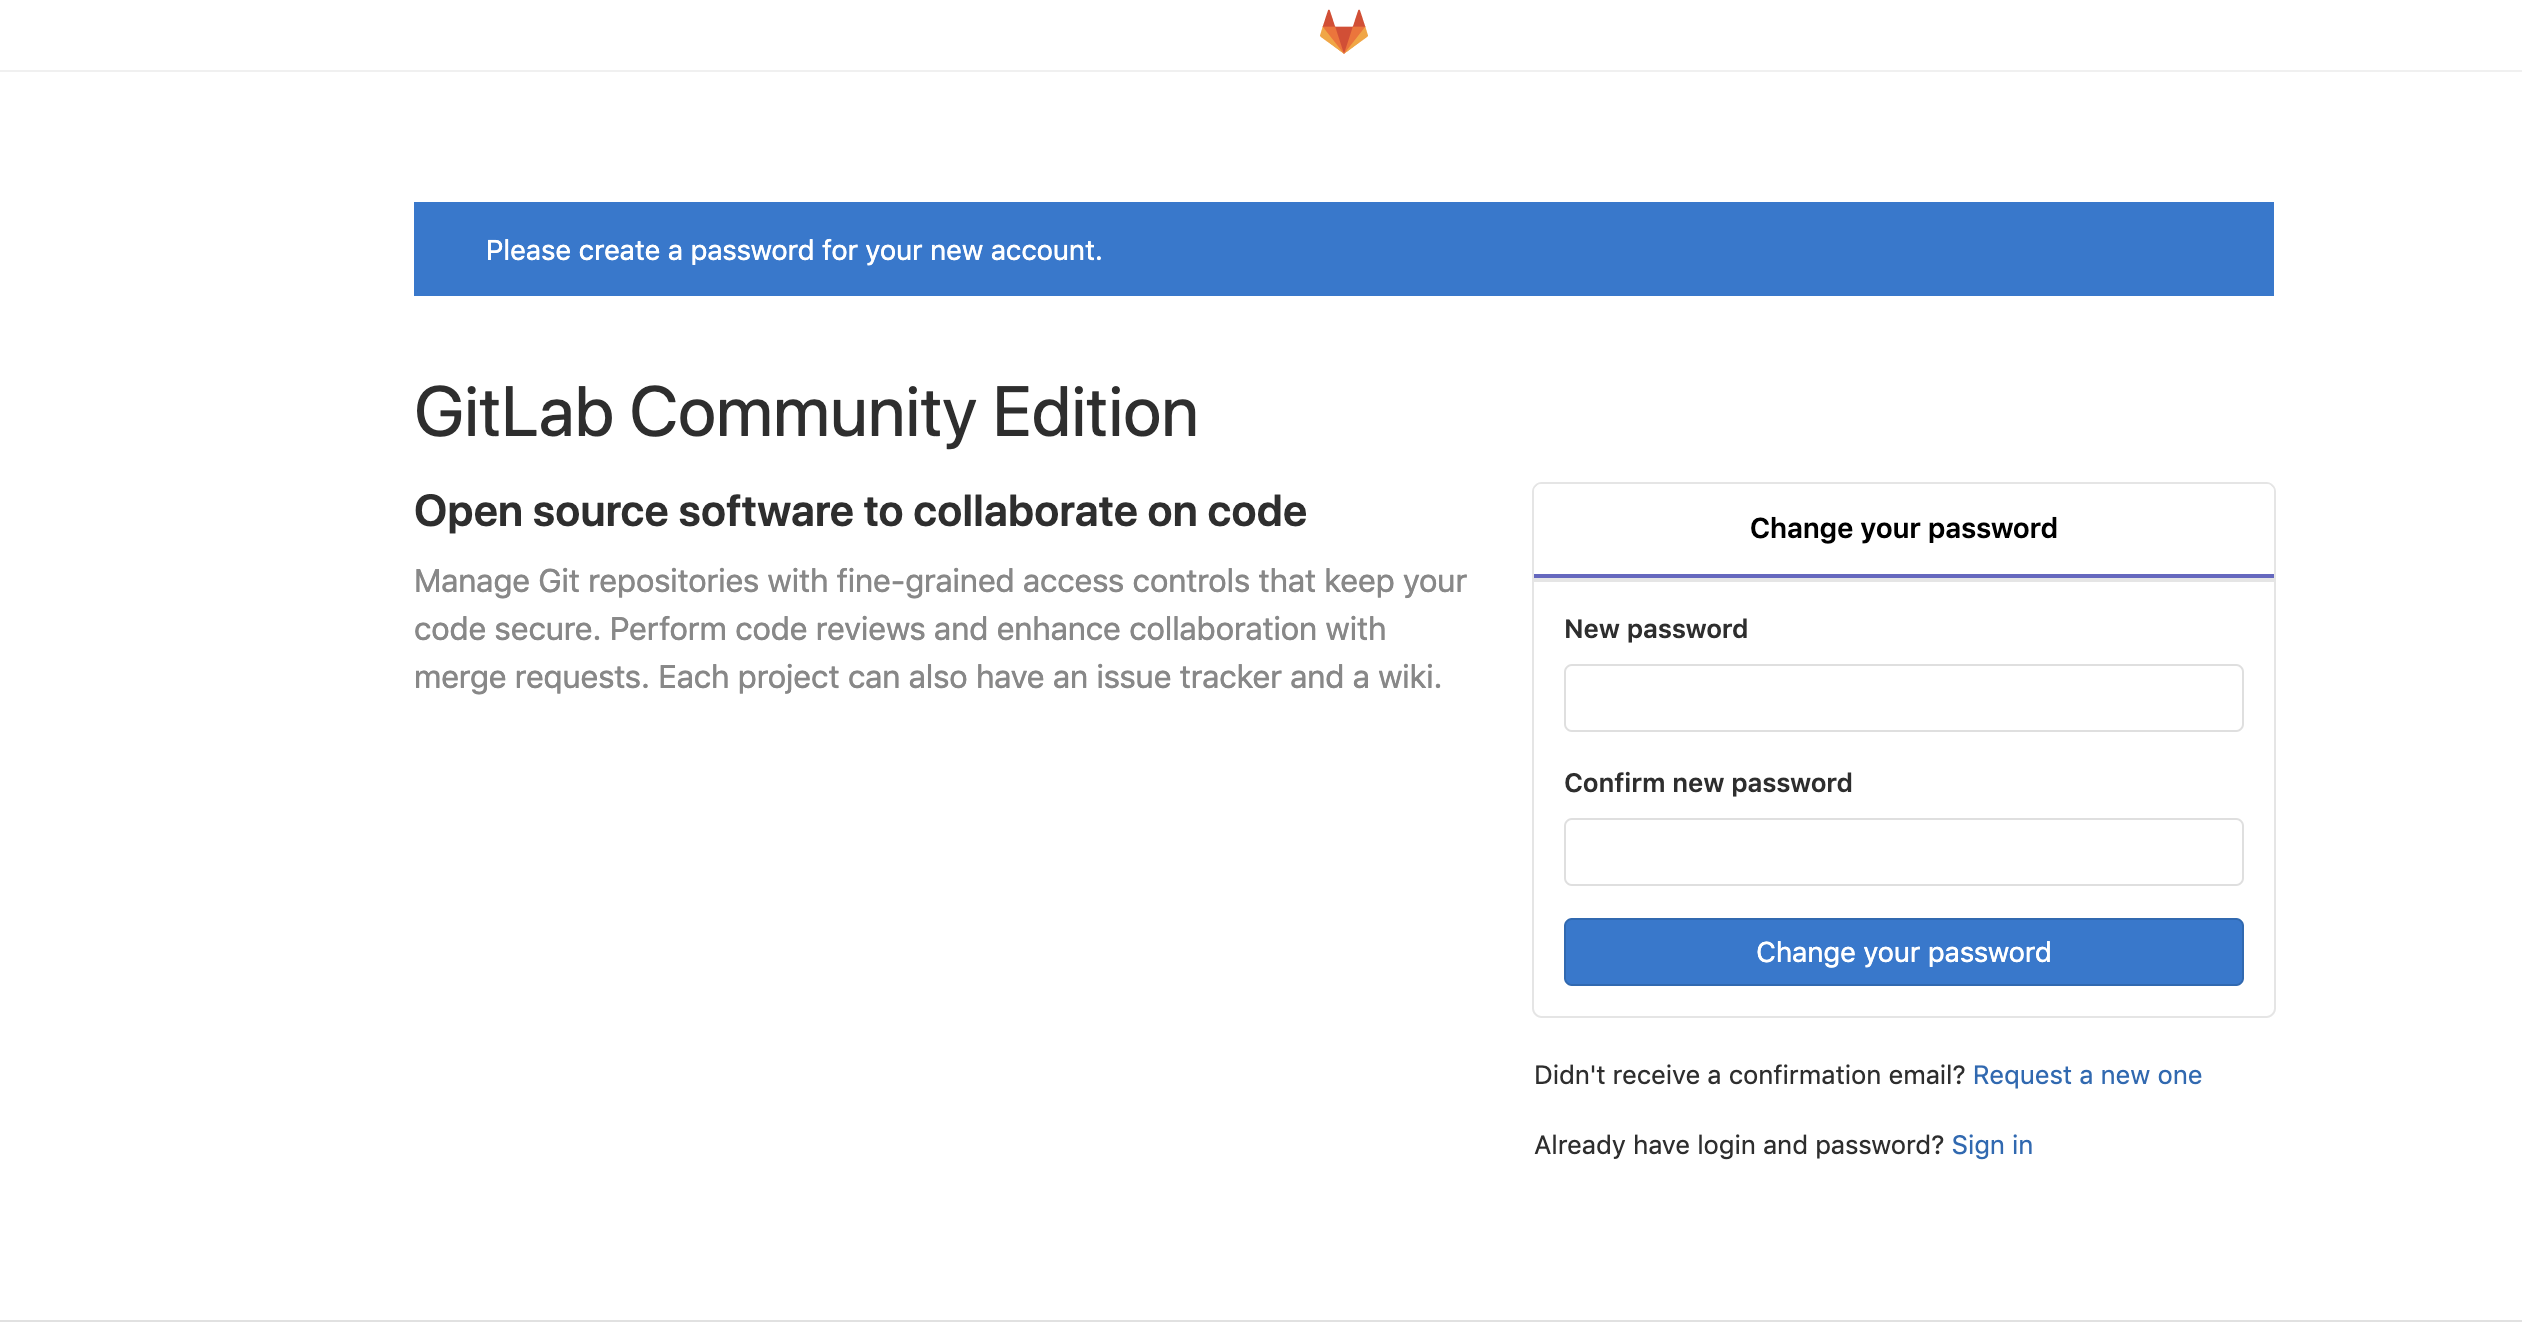 Please create a password for your new account.
GitLab Community Edition
Open source software to collaborate on code
Manage Git repositories with fine-grained access controls that keep your
code secure. Perform code reviews and enhance collaboration with
merge requests. Each project can also have an issue tracker and a wiki.
Change your password
New password
Confirm new password
Change your password
Didn't receive a confirmation email? Request a new one
Already have login and password? Sign in